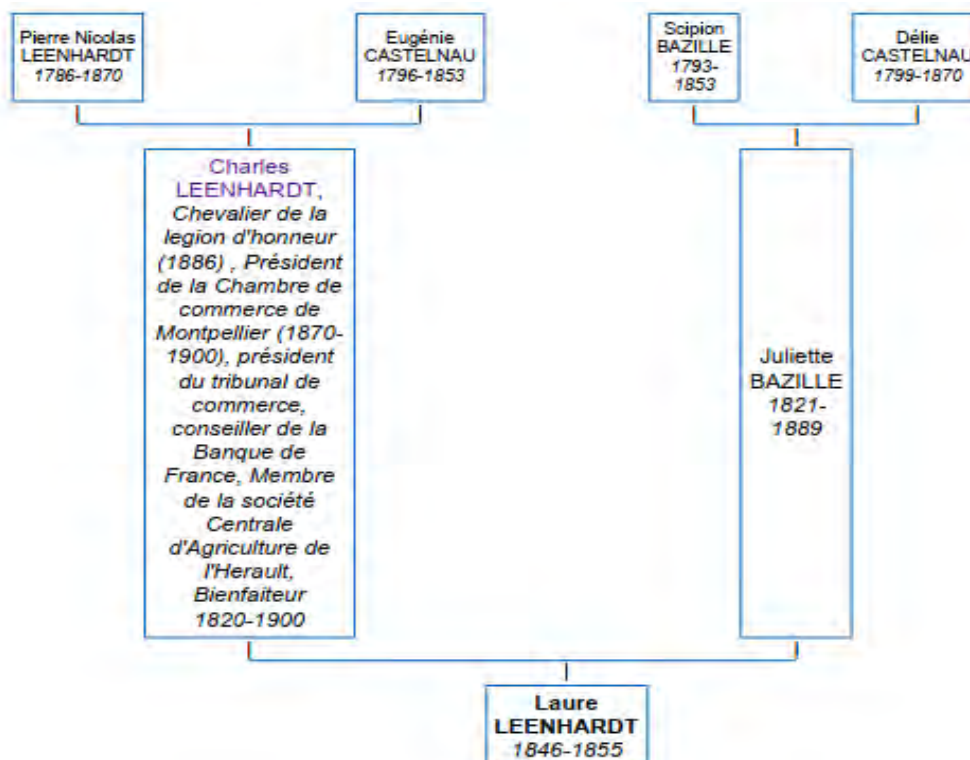 Pierre Nicolas
LEENHARDT
1786-1870
Eugénie
CASTELNAU
1796-1853
Scipion
BAZILLE
1793-
1853
Délie
CASTELNAU
1799-1870
Charles
LEENHARDT,
Chevalier de la
legion d'honneur
(1886) , Président
de la Chambre de
commerce de
Montpellier (1870-
1900), président
du tribunal de
commerce,
conseiller de la
Banque de
France, Membre
de la société
Centrale
d'Agriculture de
l'Herault,
Bienfaiteur
1820-1900
Juliette
BAZILLE
1821-
1889
Laure
LEENHARDT
1846-1855